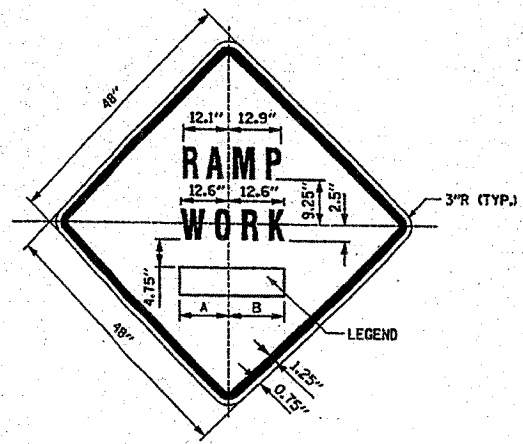 48"
12.1" 12.9"
RAMP
12.6" 12.6"
9.25"
2.5"
3"R (TYP.)
WORK
4.75"
A B
LEGEND
48"
1.25"
0.75"